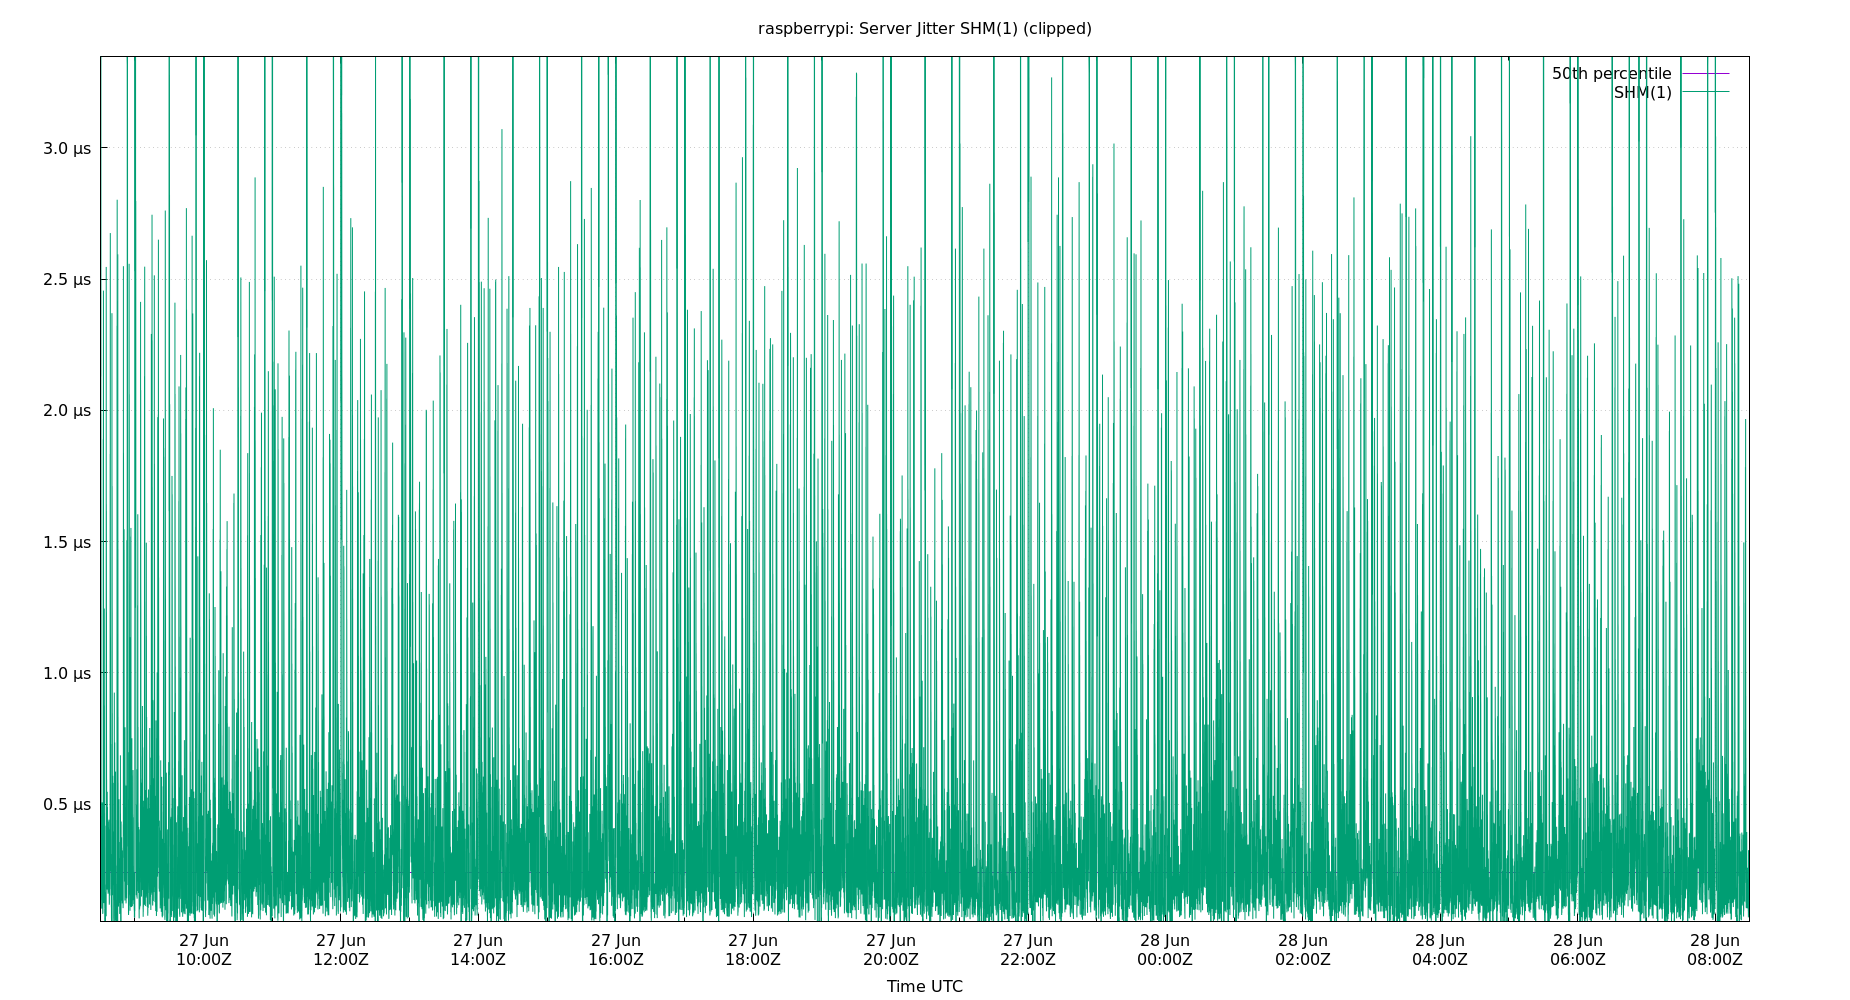 raspberrypi: Server Jitter SHM(1) (clipped)
50th percentile
SHM(1)
3.0 µs
2.5 µs
2.0 µs
1.5 µs
1.0 µs
0.5 µs
27 Jun 27 Jun 27 Jun 27 Jun 27 Jun 27 Jun 27 Jun 28 Jun 28 Jun 28 Jun 28 Jun 28 Jun
10:00Z 12:00Z 14:00Z 16:00Z 18:00Z 20:00Z 22:00Z 00:00Z 02:00Z 04:00Z 06:00Z 08:00Z
Time UTC